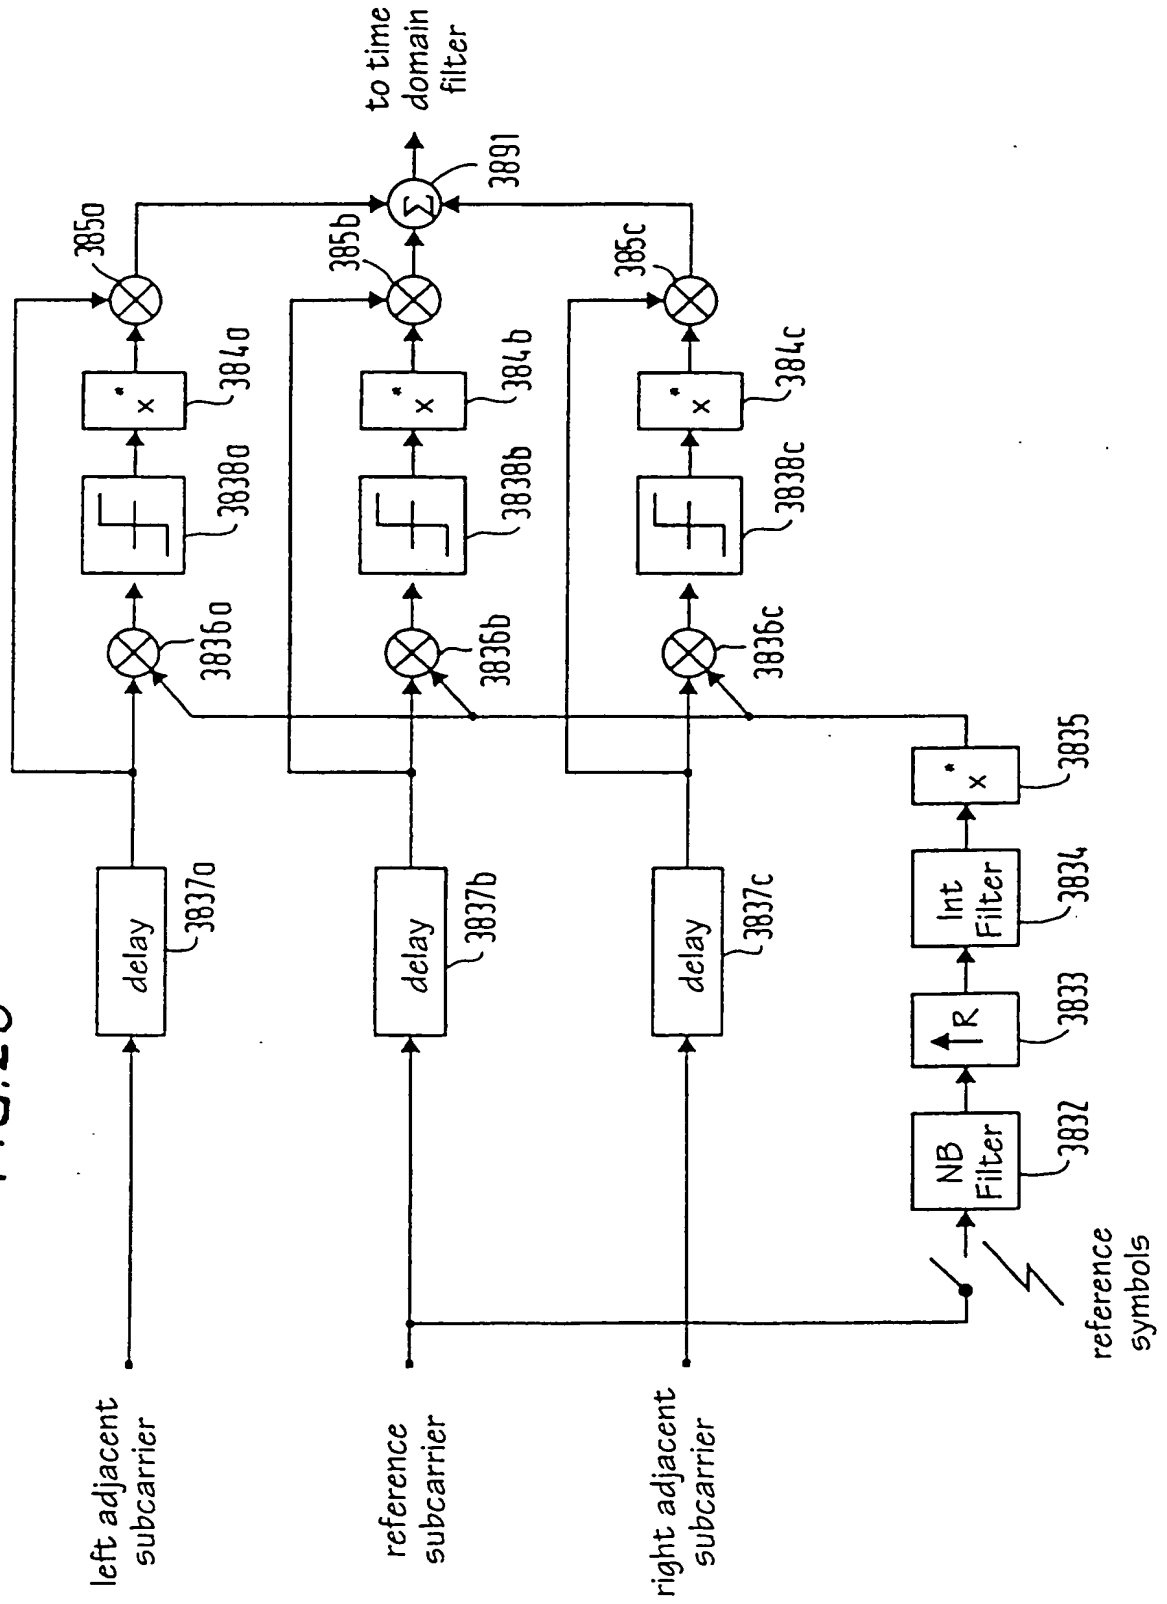 to time
domain
filter
385a
x*
384a
3838a
3836a
delay
3837a
left adjacent
subcarrier
Σ
3891
385b
x*
384b
3838b
3836b
delay
3837b
reference
subcarrier
385c
x*
384c
3838c
3836c
delay
3837c
right adjacent
subcarrier
reference
symbols
NB
Filter
3832
R
3833
Int
Filter
3834
x*
3835